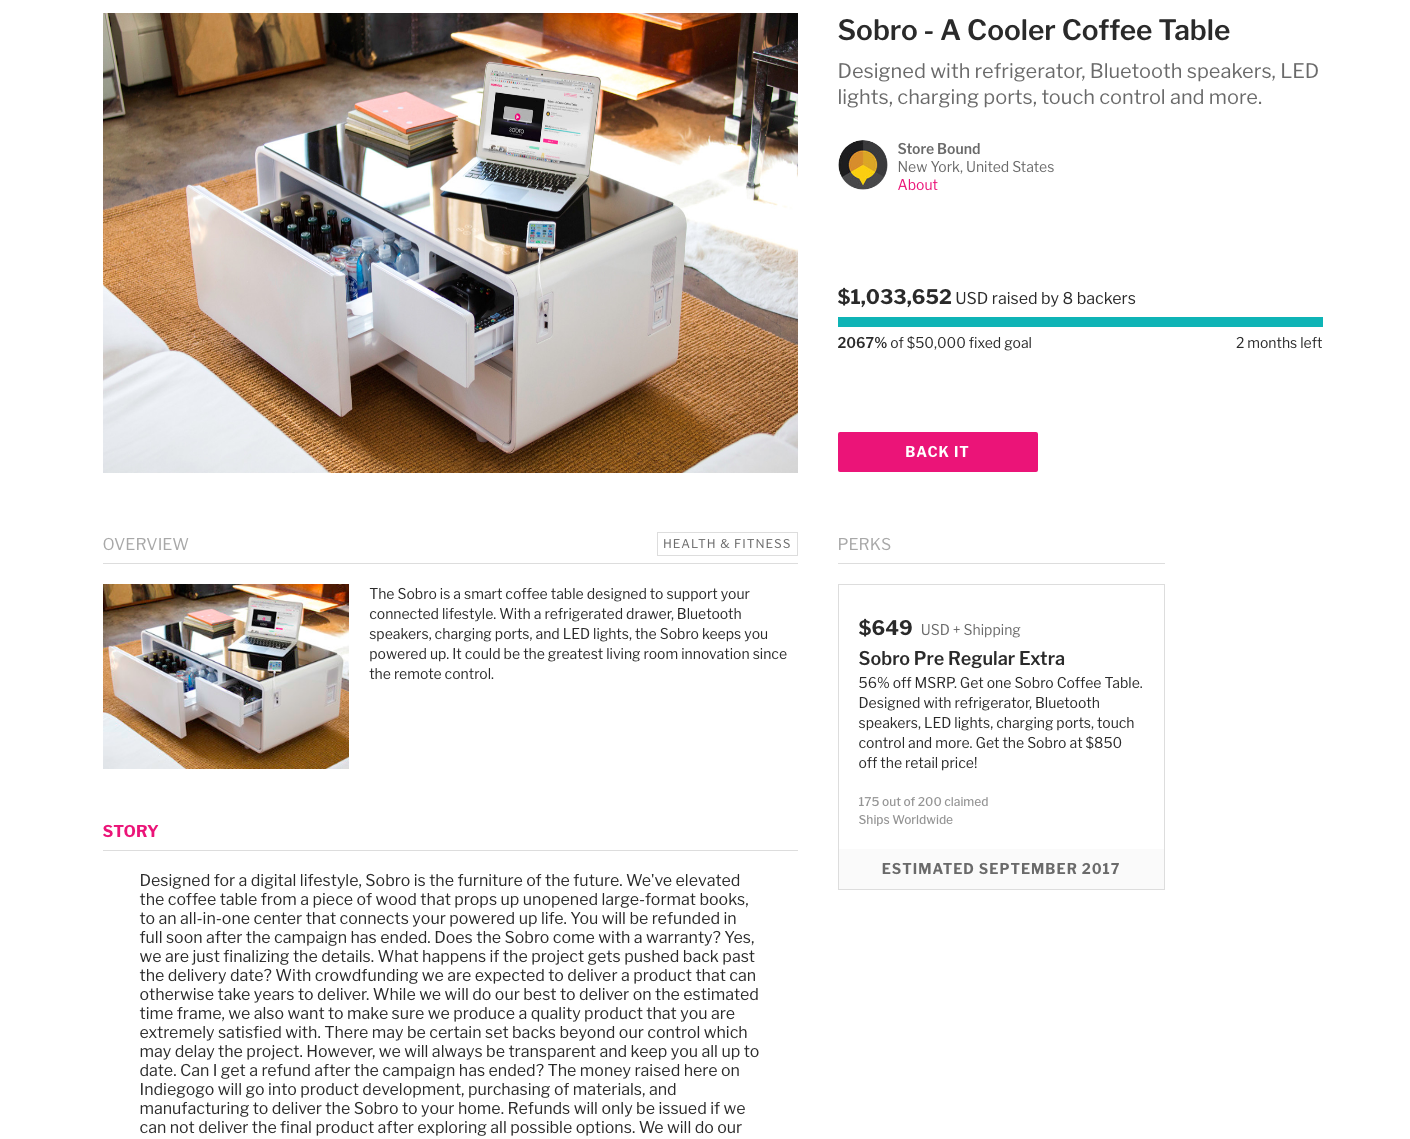 Sobro - A Cooler Coffee Table
Designed with refrigerator, Bluetooth speakers, LED
lights, charging ports, touch control and more.
Store Bound
New York, United States
About
$1,033,652 USD raised by 8 backers
2067% of $50,000 fixed goal
2 months left
BACK IT
OVERVIEW
HEALTH & FITNESS
The Sobro is a smart coffee table designed to support your
connected lifestyle. With a refrigerated drawer, Bluetooth
speakers, charging ports, and LED lights, the Sobro keeps you
powered up. It could be the greatest living room innovation since
the remote control.
PERKS
$649 USD + Shipping
Sobro Pre Regular Extra
56% off MSRP. Get one Sobro Coffee Table.
Designed with refrigerator, Bluetooth
speakers, LED lights, charging ports, touch
control and more. Get the Sobro at $850
off the retail price!
175 out of 200 claimed
Ships Worldwide
ESTIMATED SEPTEMBER 2017
STORY
Designed for a digital lifestyle, Sobro is the furniture of the future. We've elevated
the coffee table from a piece of wood that props up unopened large-format books,
to an all-in-one center that connects your powered up life. You will be refunded in
full soon after the campaign has ended. Does the Sobro come with a warranty? Yes,
we are just finalizing the details. What happens if the project gets pushed back past
the delivery date? With crowdfunding we are expected to deliver a product that can
otherwise take years to deliver. While we will do our best to deliver on the estimated
time frame, we also want to make sure we produce a quality product that you are
extremely satisfied with. There may be certain set backs beyond our control which
may delay the project. However, we will always be transparent and keep you all up to
date. Can I get a refund after the campaign has ended? The money raised here on
Indiegogo will go into product development, purchasing of materials, and
manufacturing to deliver the Sobro to your home. Refunds will only be issued if we
can not deliver the final product after exploring all possible options. We will do our